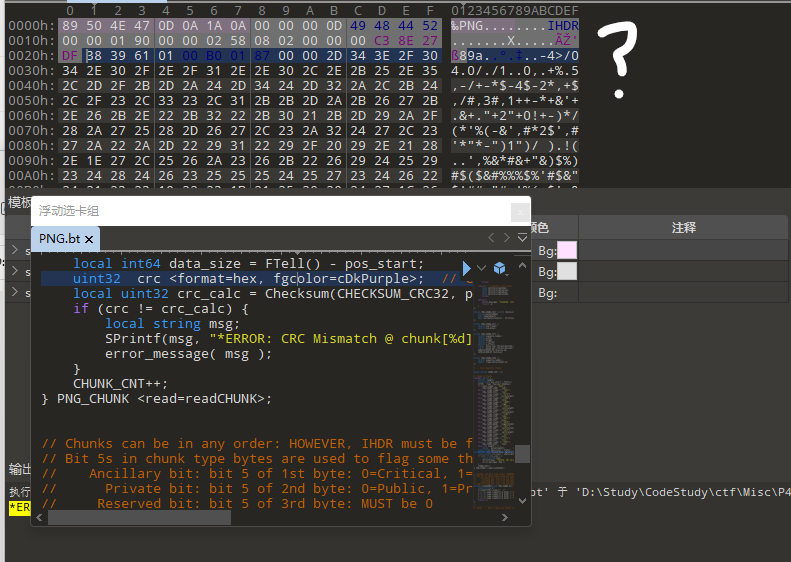 0 1 2 3 4 5 6 7 8 9 A B C D E F 0123456789ABCDEF
0000h: 89 50 4E 47 0D 0A 1A 0A 00 00 00 0D 49 48 44 52 ‰PNG........IHDR
0010h: 00 00 01 90 00 00 02 58 08 02 00 00 00 C3 8E 27 .......X.....ÃŽ'
0020h: DF 38 39 61 01 00 B0 01 87 00 00 2D 34 3E 2F 30 ß89a..°.‡..-4>/0
0030h: 34 2E 30 2F 2E 2F 31 2E 2E 30 2C 2E 2B 25 2E 35 4.0/./1..0,.+%.5
0040h: 2C 2D 2F 2B 2D 2A 24 2D 34 24 2D 32 2A 2C 2B 24 ,-/+-*$-4$-2*,+$
0050h: 2C 2F 23 2C 33 23 2C 31 2B 2B 2D 2A 2B 26 27 2B ,/#,3#,1++-*+&'+
0060h: 2E 26 2B 2E 22 2B 32 22 2B 30 21 2B 2D 29 2A 2F .&+."+2"+0!+-)*/
0070h: 28 2A 27 25 28 2D 26 27 2C 23 2A 32 24 27 2C 23 (*'%(-&',#*2$',#
0080h: 27 2A 22 2A 2D 22 29 31 22 29 2F 20 29 2E 21 28 '*"*-")1")/ ).!(
0090h: 2E 1E 27 2C 25 26 2A 23 26 2B 22 26 29 24 25 29 ..',%&*#&+"&)$%)
00A0h: 23 24 28 24 26 23 25 25 25 24 25 27 23 24 26 22 #$($&#%%%$%'#$&"
?
模板
浮动选卡组
颜色 注释
PNG.bt ×
Bg:
Bg:
Bg:
local int64 data_size = FTell() - pos_start;
uint32 crc <format=hex, fgcolor=cDkPurple>; //
local uint32 crc_calc = Checksum(CHECKSUM_CRC32, p
if (crc != crc_calc) {
local string msg;
SPrintf(msg, "*ERROR: CRC Mismatch @ chunk[%d]
error_message( msg );
}
CHUNK_CNT++;
} PNG_CHUNK <read=readCHUNK>;
// Chunks can be in any order: HOWEVER, IHDR must be f
// Bit 5s in chunk type bytes are used to flag some th
// Ancillary bit: bit 5 of 1st byte: 0=Critical, 1=
// Private bit: bit 5 of 2nd byte: 0=Public, 1=Pr
// Reserved bit: bit 5 of 3rd byte: MUST be 0
输出
执行
bt' 于 'D:\Study\CodeStudy\ctf\Misc\P4
*ER